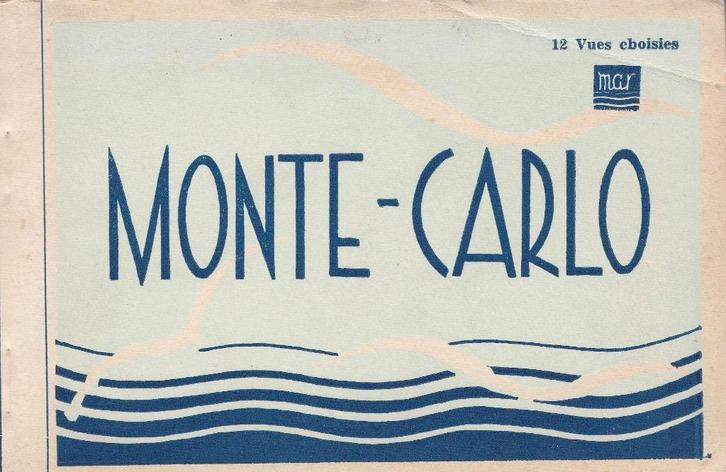 12 Vues choisies
mar
MONTE-CARLO